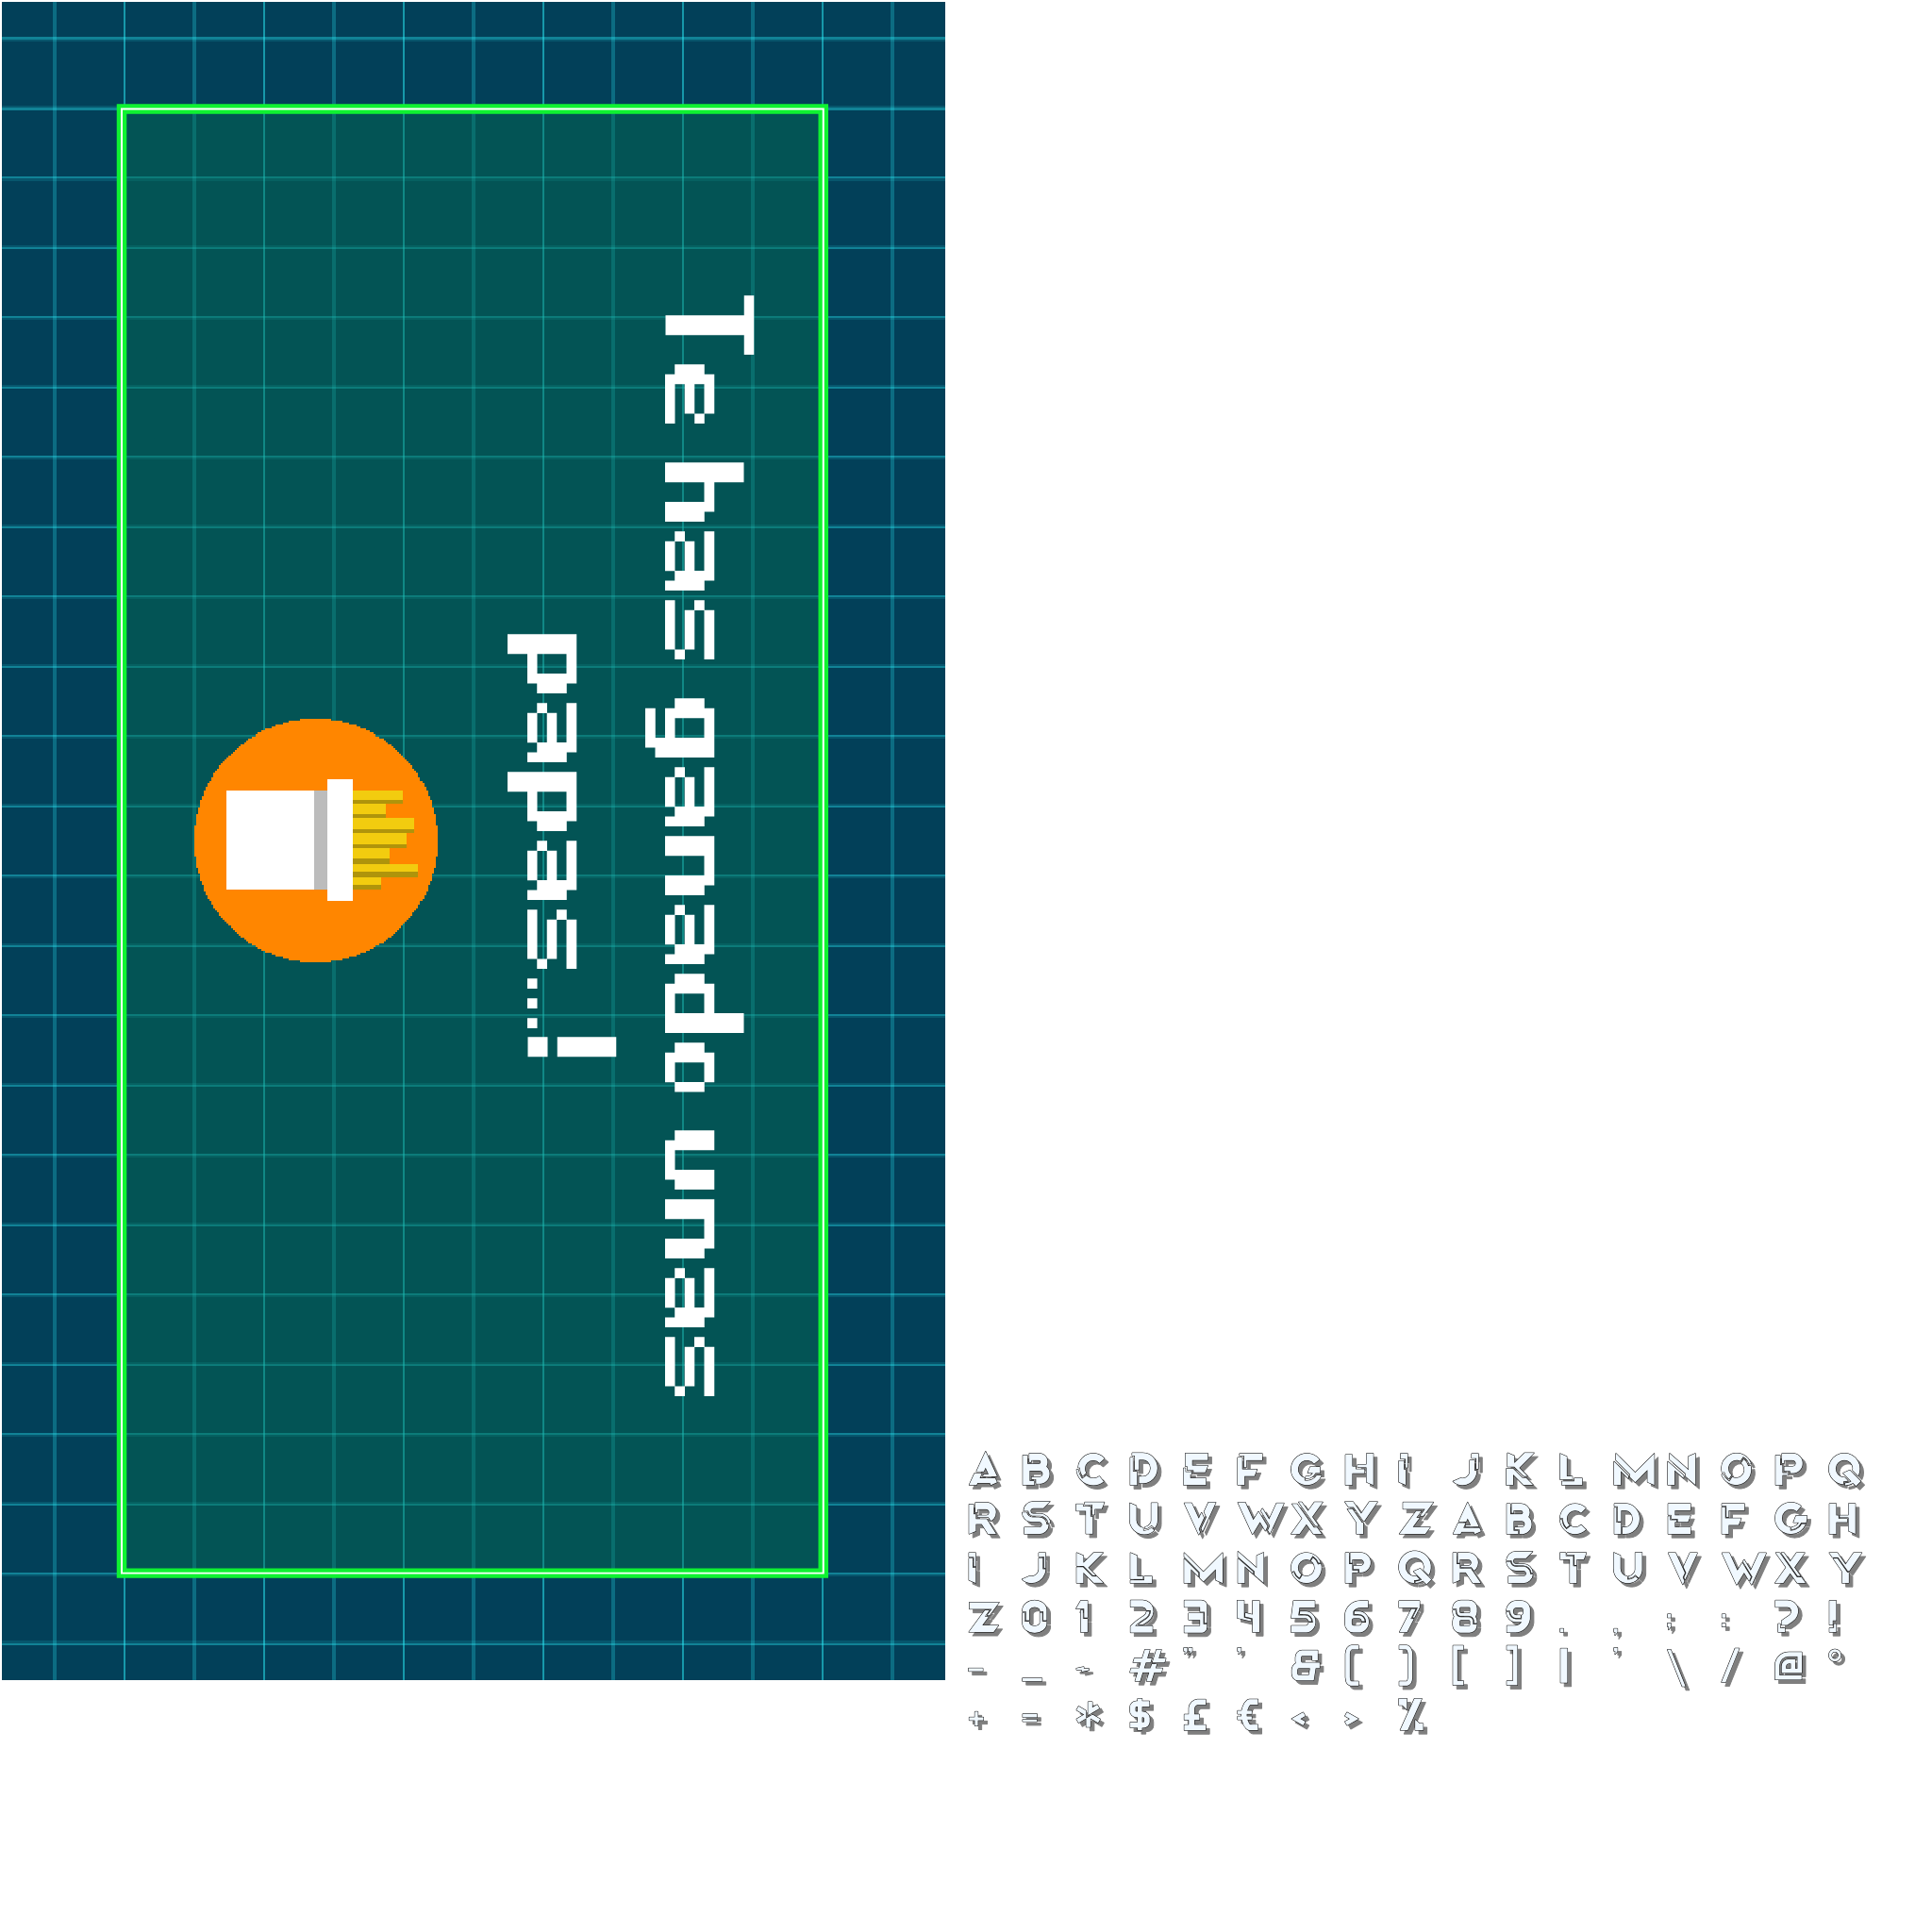 Te has ganado unas
papas...!
A B C D E F G H I J K L M N O P Q
R S T U V W X Y Z A B C D E F G H
I J K L M N O P Q R S T U V W X Y
Z 0 1 2 3 4 5 6 7 8 9 . , ; : ? !
- _ ~ # " ' & ( ) [ ] | ` \ / @ °
+ = * $ £ € < > %